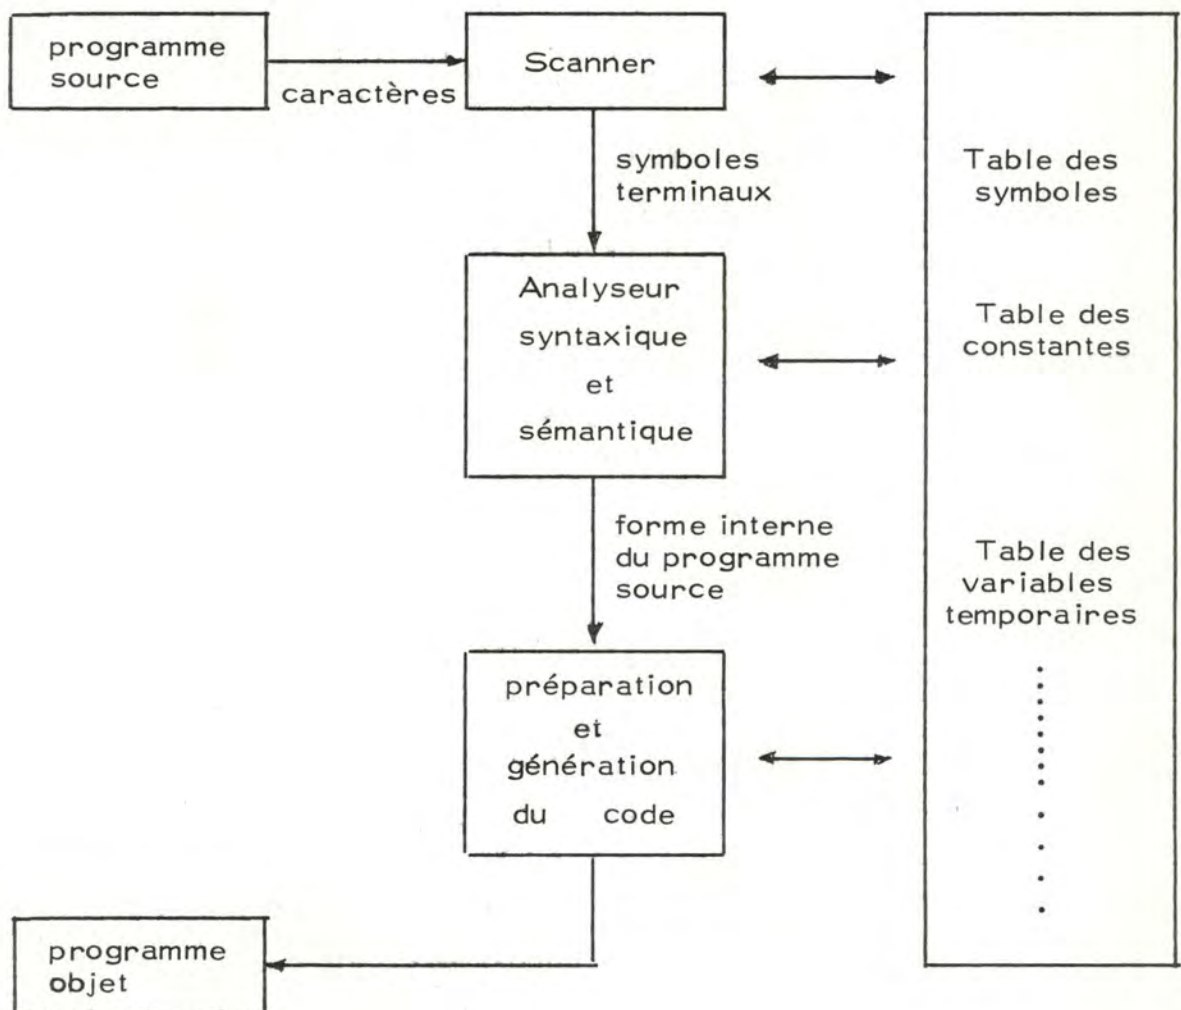 programme
source
caractères
Scanner
symboles
terminaux
Analyseur
syntaxique
et
sémantique
forme interne
du programme
source
préparation
et
génération
du code
programme
objet
Table des
symboles
Table des
constantes
Table des
variables
temporaires